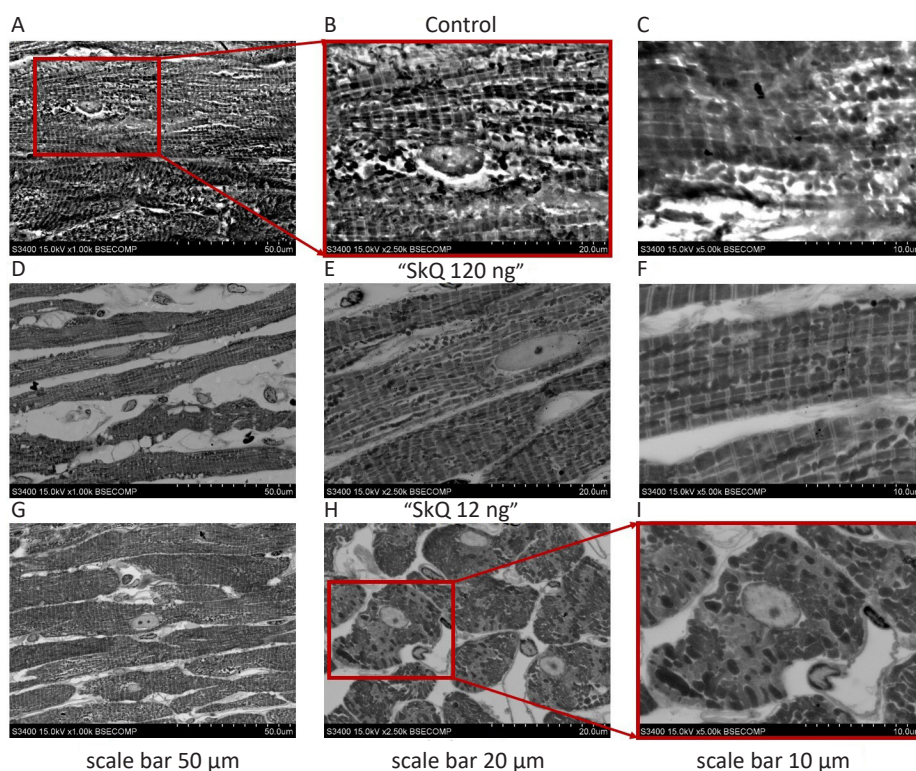 A
B
Control
C
S3400 15.0kV x1.00k BSECOMP 50.0um
S3400 15.0kV x2.50k BSECOMP 20.0um
S3400 15.0kV x5.00k BSECOMP 10.0um
D
E
“SkQ 120 ng”
F
S3400 15.0kV x1.00k BSECOMP 50.0um
S3400 15.0kV x2.50k BSECOMP 20.0um
S3400 15.0kV x5.00k BSECOMP 10.0um
G
H
“SkQ 12 ng”
I
S3400 15.0kV x1.00k BSECOMP 50.0um
S3400 15.0kV x2.50k BSECOMP 20.0um
S3400 15.0kV x5.00k BSECOMP 10.0um
scale bar 50 µm
scale bar 20 µm
scale bar 10 µm